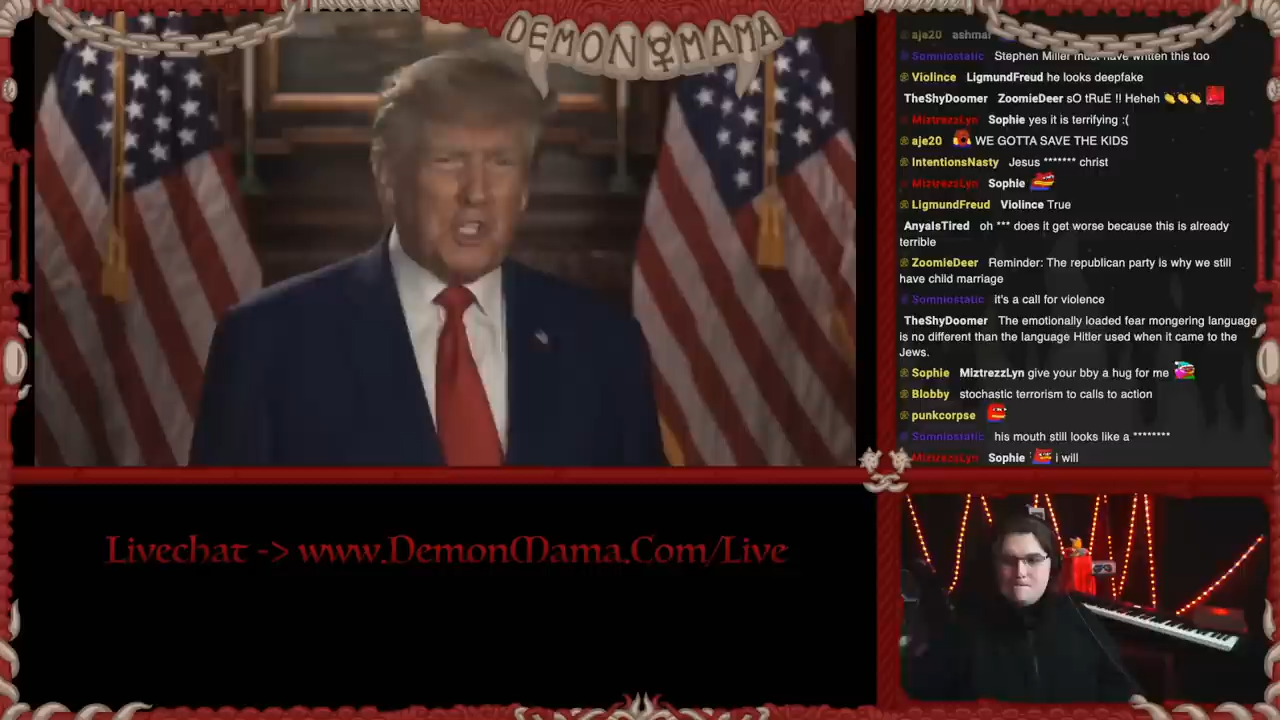 DEMON MAMA
aje20 ashmai
Somniostatic Stephen Miller must have written this too
Violince LigmundFreud he looks deepfake
TheShyDoomer ZoomieDeer sO tRuE !! Heheh
MiztrezzLyn Sophie yes it is terrifying :(
aje20 WE GOTTA SAVE THE KIDS
IntentionsNasty Jesus ******* christ
MiztrezzLyn Sophie
LigmundFreud Violince True
AnyaIsTired oh *** does it get worse because this is already
terrible
ZoomieDeer Reminder: The republican party is why we still
have child marriage
Somniostatic it's a call for violence
TheShyDoomer The emotionally loaded fear mongering language
is no different than the language Hitler used when it came to the
Jews.
Sophie MiztrezzLyn give your bby a hug for me
Blobby stochastic terrorism to calls to action
punkcorpse
Somniostatic his mouth still looks like a ********
MiztrezzLyn Sophie i will
Livechat -> www.DemonMama.Com/Live